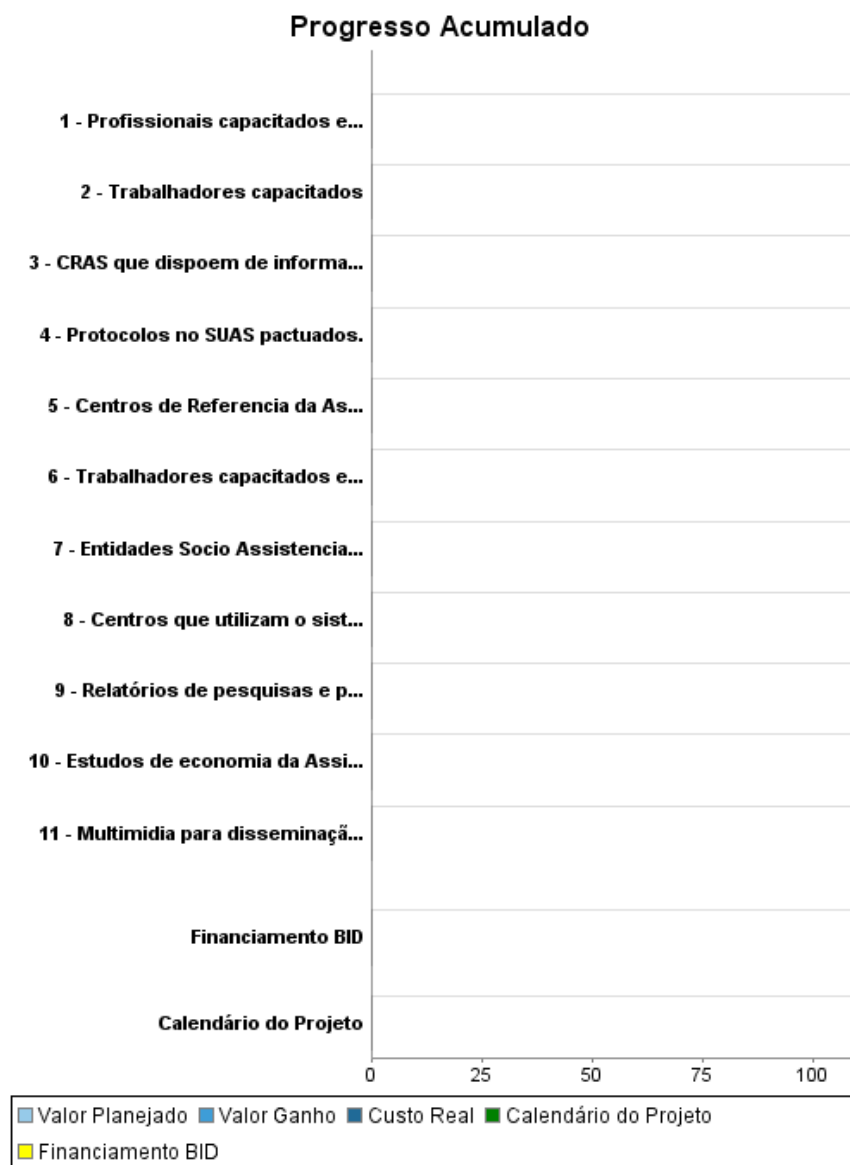 Progresso Acumulado
1 - Profissionais capacitados e...
2 - Trabalhadores capacitados
3 - CRAS que dispoem de informa...
4 - Protocolos no SUAS pactuados.
5 - Centros de Referencia da As...
6 - Trabalhadores capacitados e...
7 - Entidades Socio Assistencia...
8 - Centros que utilizam o sist...
9 - Relatórios de pesquisas e p...
10 - Estudos de economia da Assi...
11 - Multimidia para disseminaçã...
Financiamento BID
Calendário do Projeto
0 25 50 75 100
Valor Planejado Valor Ganho Custo Real Calendário do Projeto
Financiamento BID